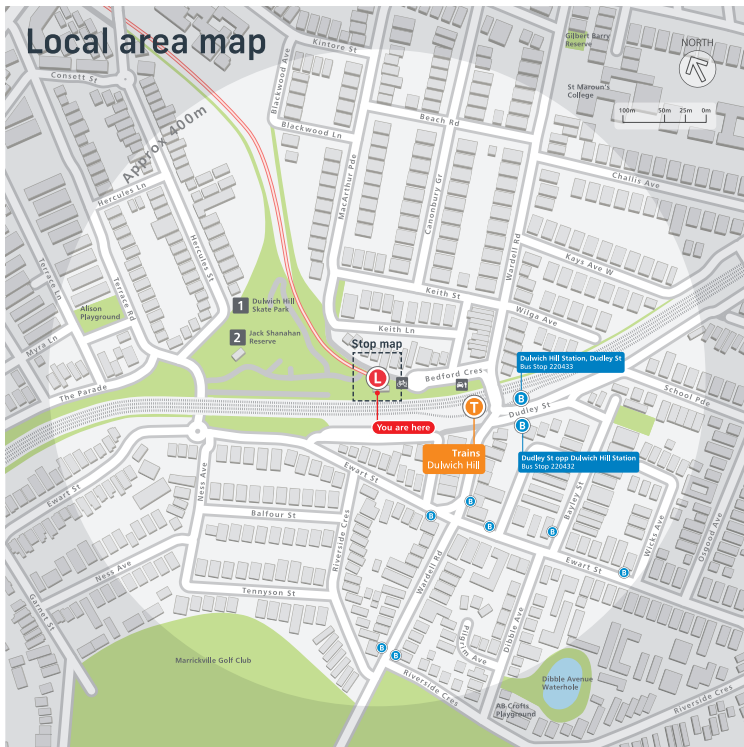 Local area map
NORTH
100m 50m 25m 0m
Approx 400m
Consett St
Kintore St
Blackwood Ave
Blackwood Ln
Gilbert Barry
Reserve
St Maroun's
College
Beach Rd
Challis Ave
MacArthur Pde
Canonbury Gr
Wardell Rd
Kays Ave W
Hercules Ln
Hercules St
Terrace Ln
Terrace Rd
Alison
Playground
Myra Ln
The Parade
1
Dulwich Hill
Skate Park
2
Jack Shanahan
Reserve
Keith St
Keith Ln
Wilga Ave
Stop map
L
You are here
Bedford Cres
Dulwich Hill Station, Dudley St
Bus Stop 220433
B
T
Trains
Dulwich Hill
Dudley St
School Pde
B
Dudley St opp Dulwich Hill Station
Bus Stop 220432
Ewart St
Ness Ave
Ewart St
Balfour St
Riverside Cres
Bayley St
Wicks Ave
Osgood Ave
B
B
B
B
B
Ewart St
Wardell Rd
Ness Ave
Garnet St
Tennyson St
Pilgrim Ave
Dibble Ave
B
B
Marrickville Golf Club
Riverside Cres
Dibble Avenue
Waterhole
AB Crofts
Playground
Riverside Cres